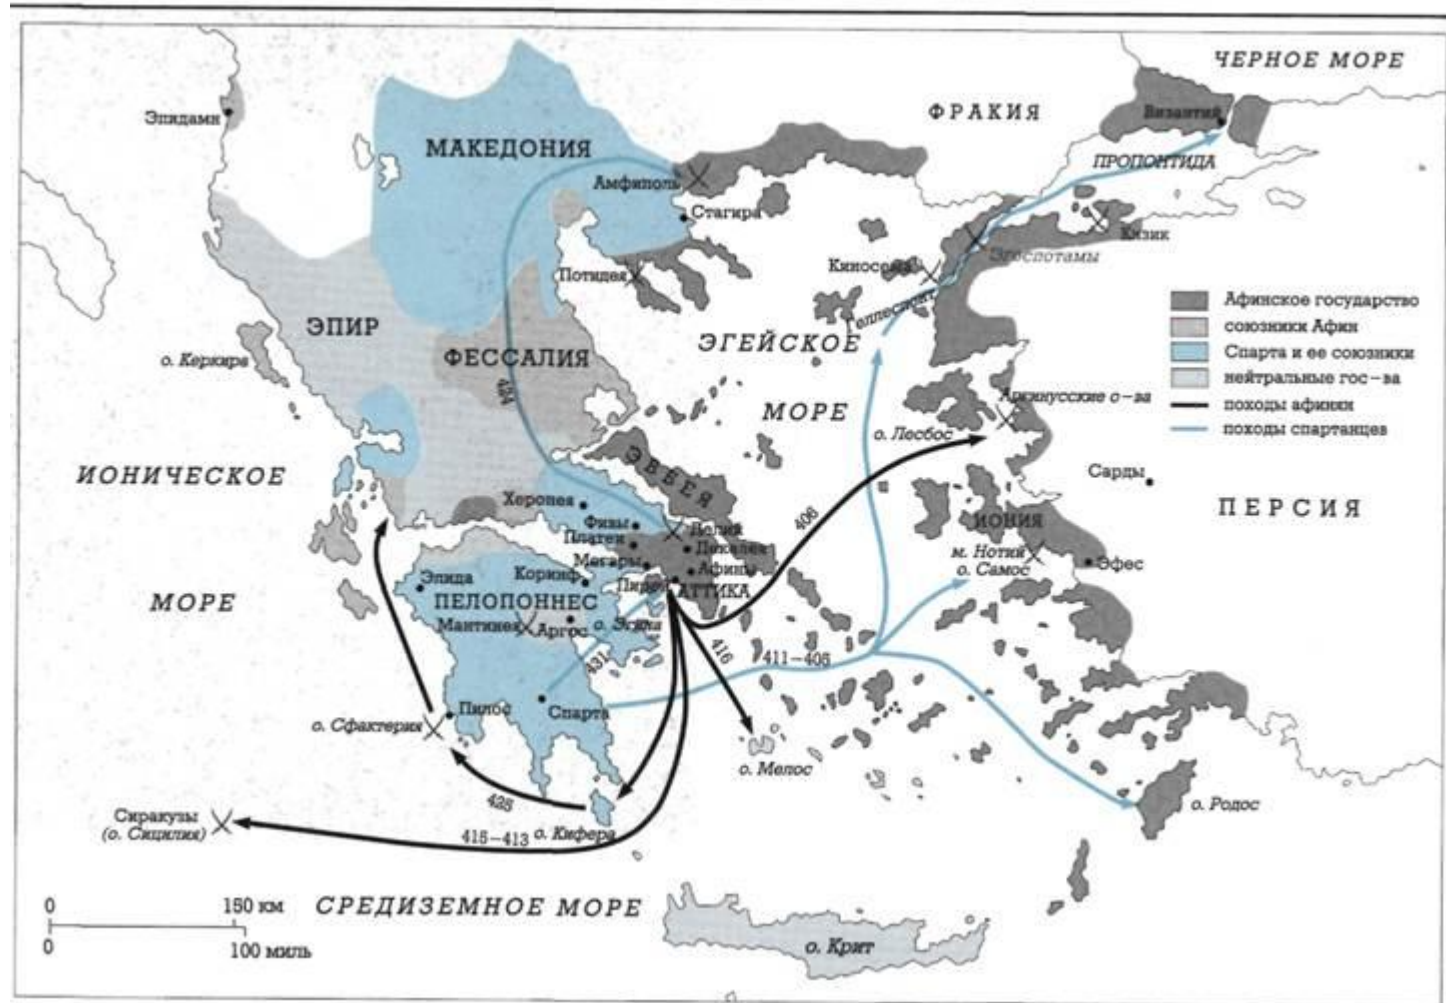 ЧЕРНОЕ МОРЕ
ФРАКИЯ
Византий
Эпидамн
МАКЕДОНИЯ
ПРОПОНТИДА
Амфиполь
Стагира
Кизик
Эгоспотамы
Киносема
Потидея
Геллеспонт
ЭПИР
ЭГЕЙСКОЕ
МОРЕ
о. Керкира
ФЕССАЛИЯ
424
Афинское государство
союзники Афин
Спарта и ее союзники
нейтральные гос-ва
походы афинян
походы спартанцев
Аргинусские о-ва
о. Лесбос
ИОНИЧЕСКОЕ
МОРЕ
ЭВБЕЯ
Сарды
ПЕРСИЯ
Херонея
Фивы
Делий
Платеи
Декелея
Мегары
Афины
Пирей
АТТИКА
406
ИОНИЯ
м. Нотий
о. Самос
Эфес
Элида
Коринф
ПЕЛОПОННЕС
Мантинея
Аргос
о. Эгина
431
416
411–405
Пилос
Спарта
о. Сфактерия
о. Мелос
425
о. Кифера
о. Родос
Сиракузы
(о. Сицилия)
415–413
0 150 км
0 100 миль
СРЕДИЗЕМНОЕ МОРЕ
о. Крит